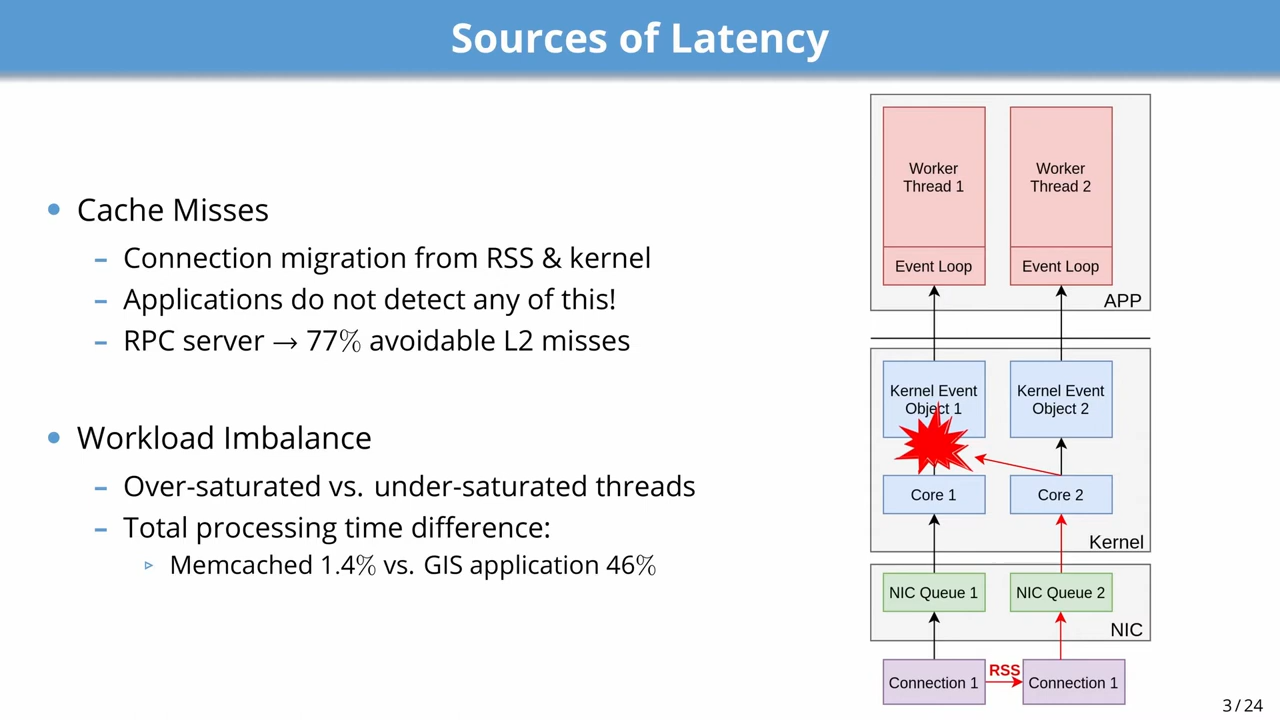 Sources of Latency
Cache Misses
Connection migration from RSS & kernel
Applications do not detect any of this!
RPC server → 77% avoidable L2 misses
Workload Imbalance
Over-saturated vs. under-saturated threads
Total processing time difference:
Memcached 1.4% vs. GIS application 46%
Worker
Thread 1
Worker
Thread 2
Event Loop
Event Loop
APP
Kernel Event
Object 1
Kernel Event
Object 2
Core 1
Core 2
Kernel
NIC Queue 1
NIC Queue 2
NIC
Connection 1
RSS
Connection 1
3 / 24